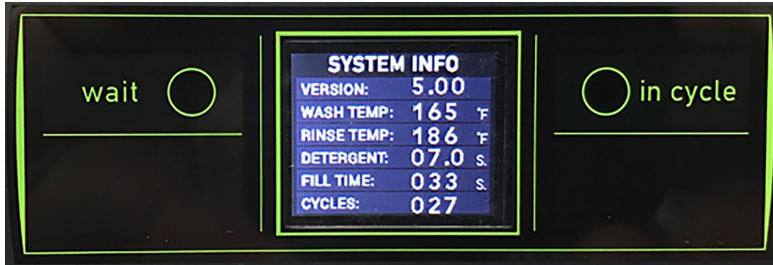 SYSTEM INFO
wait
VERSION: 5.00
WASH TEMP: 165 °F
RINSE TEMP: 186 °F
DETERGENT: 07.0 S.
FILL TIME: 033 S.
CYCLES: 027
in cycle